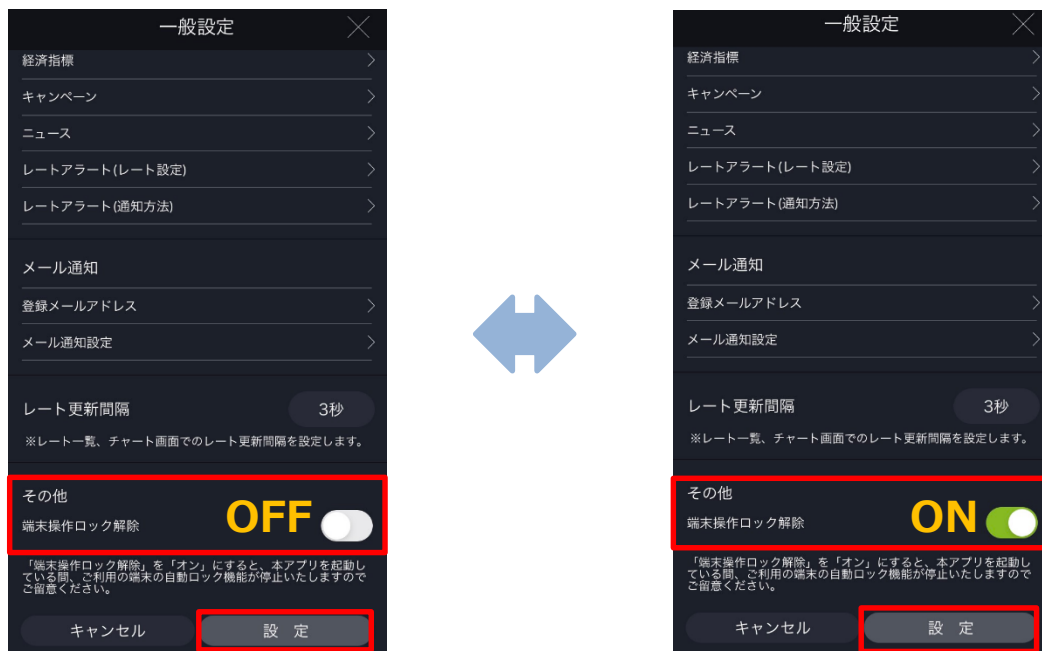 一般設定
経済指標
キャンペーン
ニュース
レートアラート(レート設定)
レートアラート(通知方法)
メール通知
登録メールアドレス
メール通知設定
レート更新間隔 3秒
※レート一覧、チャート画面でのレート更新間隔を設定します。
その他
端末操作ロック解除 OFF
「端末操作ロック解除」を「オン」にすると、本アプリを起動し
ている間、ご利用の端末の自動ロック機能が停止いたしますので
ご留意ください。
キャンセル 設 定
一般設定
経済指標
キャンペーン
ニュース
レートアラート(レート設定)
レートアラート(通知方法)
メール通知
登録メールアドレス
メール通知設定
レート更新間隔 3秒
※レート一覧、チャート画面でのレート更新間隔を設定します。
その他
端末操作ロック解除 ON
「端末操作ロック解除」を「オン」にすると、本アプリを起動し
ている間、ご利用の端末の自動ロック機能が停止いたしますので
ご留意ください。
キャンセル 設 定